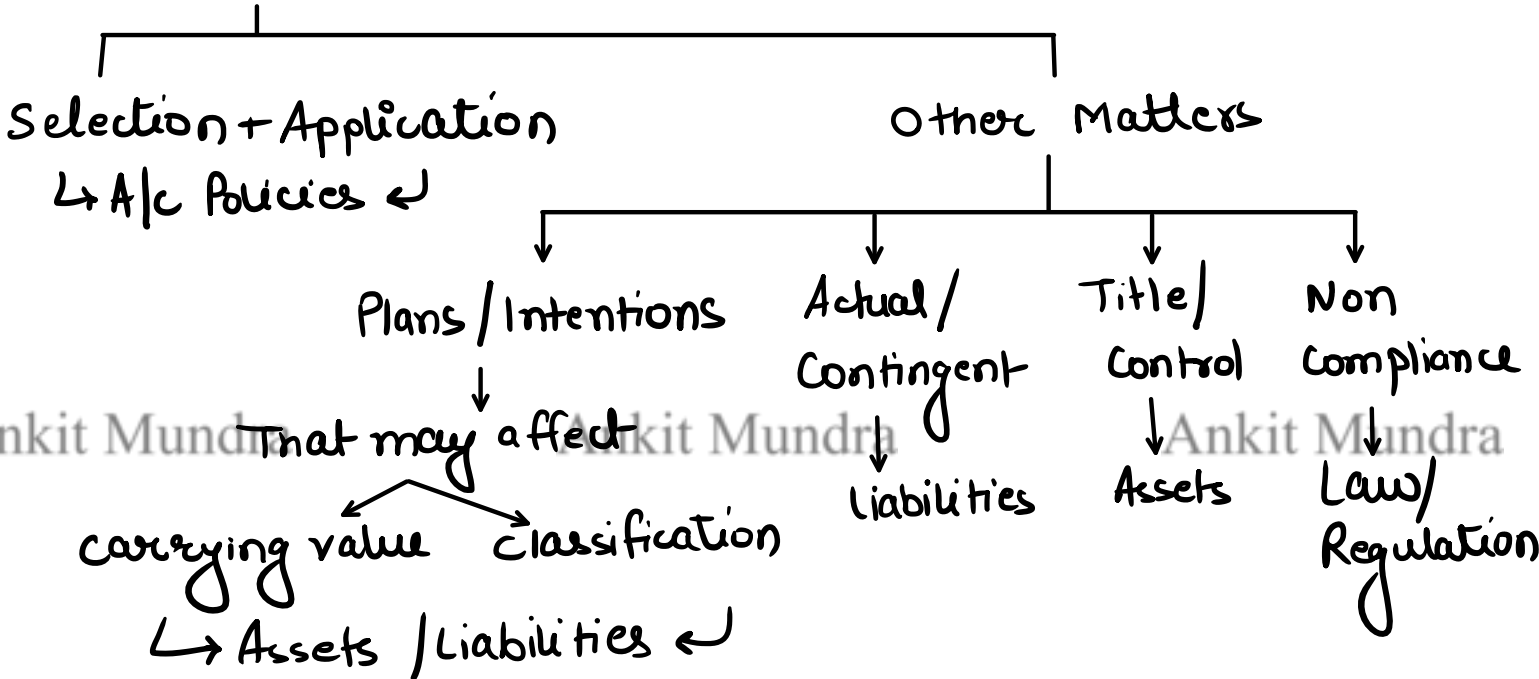 Selection + Application
↳ A/c Policies ↲
Other Matters
Plans / Intentions
That may affect
carrying value classification
↳ Assets / Liabilities ↲
Actual /
Contingent
Liabilities
Title /
Control
Assets
Non
Compliance
Law /
Regulation
nkit Mundra Ankit Mundra Ankit Mundra